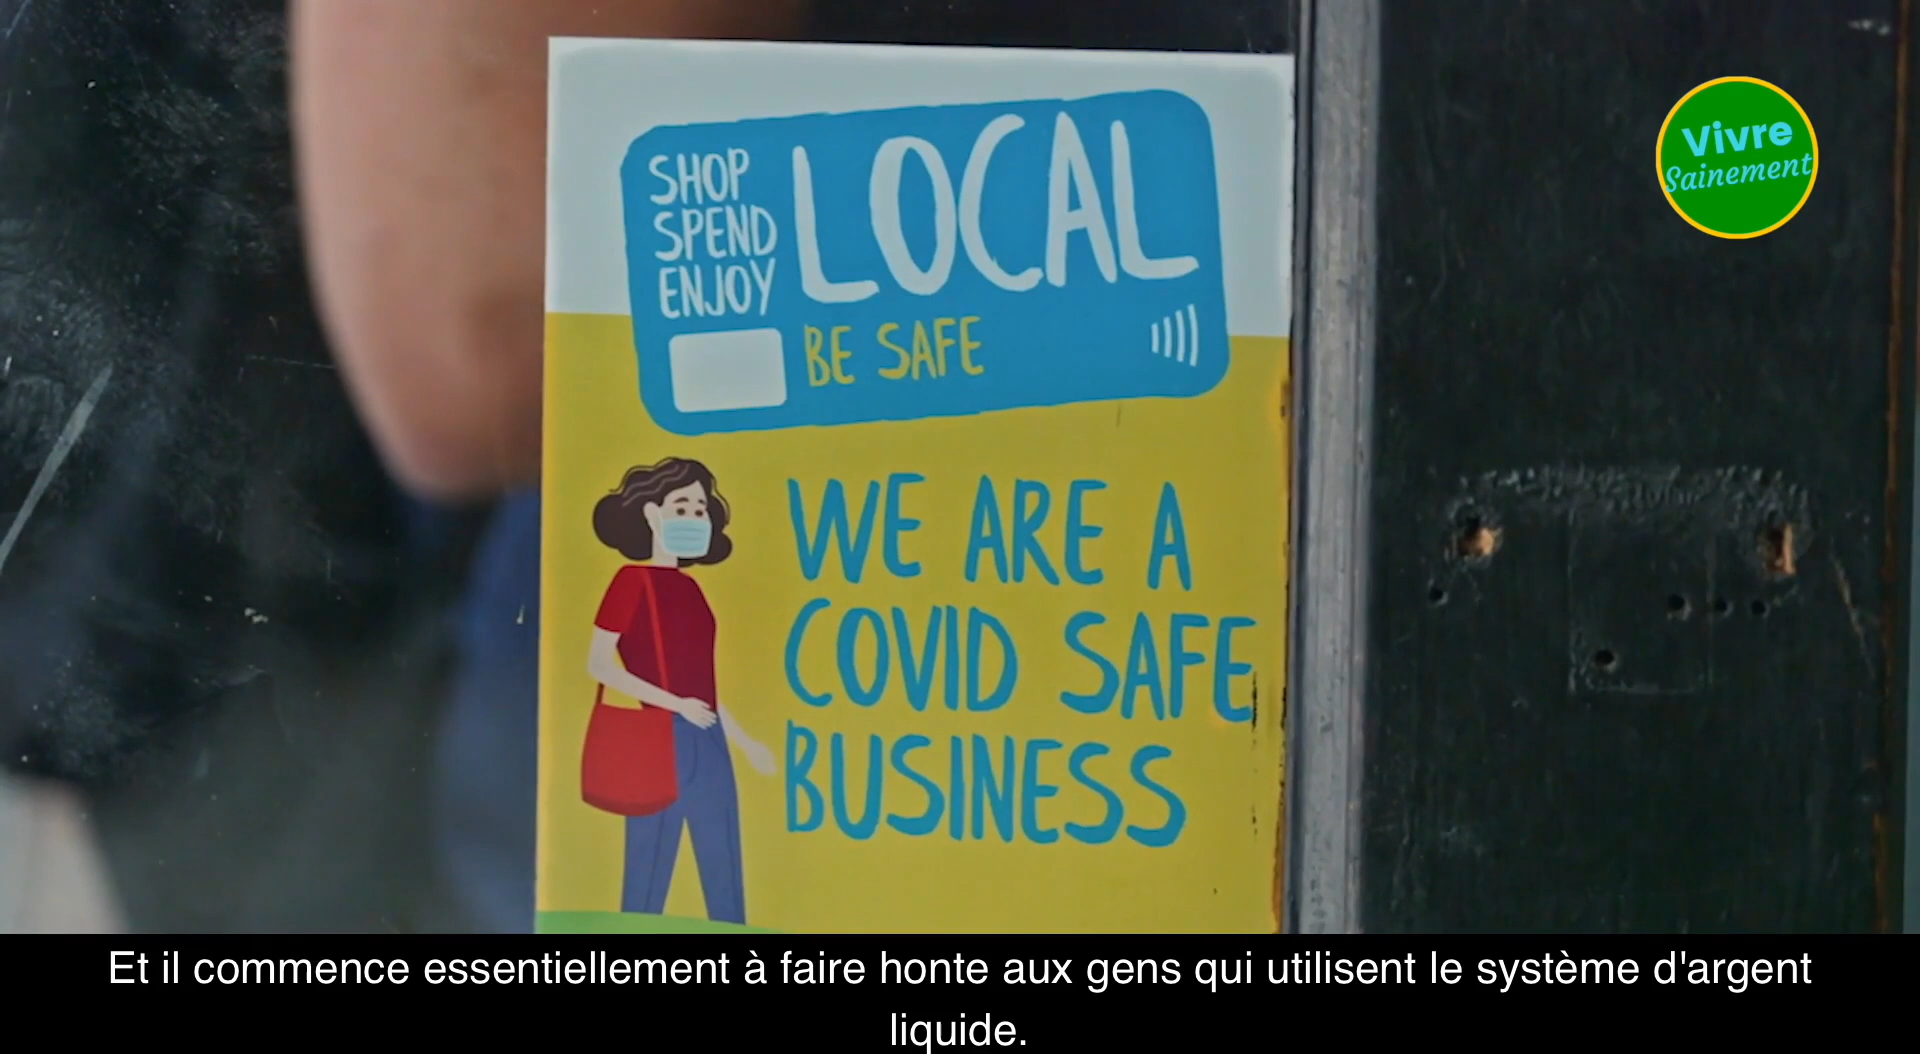 SHOP
SPEND
ENJOY
LOCAL
BE SAFE
WE ARE A
COVID SAFE
BUSINESS
Vivre
Sainement
Et il commence essentiellement à faire honte aux gens qui utilisent le système d'argent
liquide.